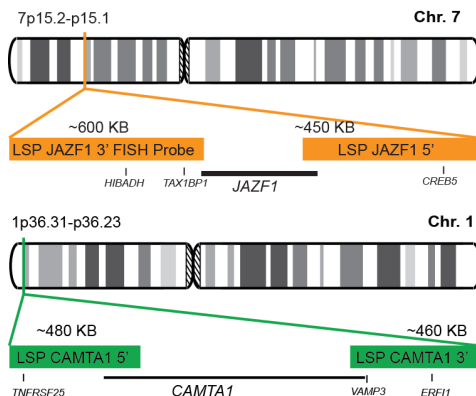 7p15.2-p15.1 Chr. 7
~600 KB ~450 KB
LSP JAZF1 3' FISH Probe LSP JAZF1 5'
HIBADH TAX1BP1 JAZF1 CREB5
1p36.31-p36.23 Chr. 1
~480 KB ~460 KB
LSP CAMTA1 5' LSP CAMTA1 3'
TNFRSF25 CAMTA1 VAMP3 ERFI1